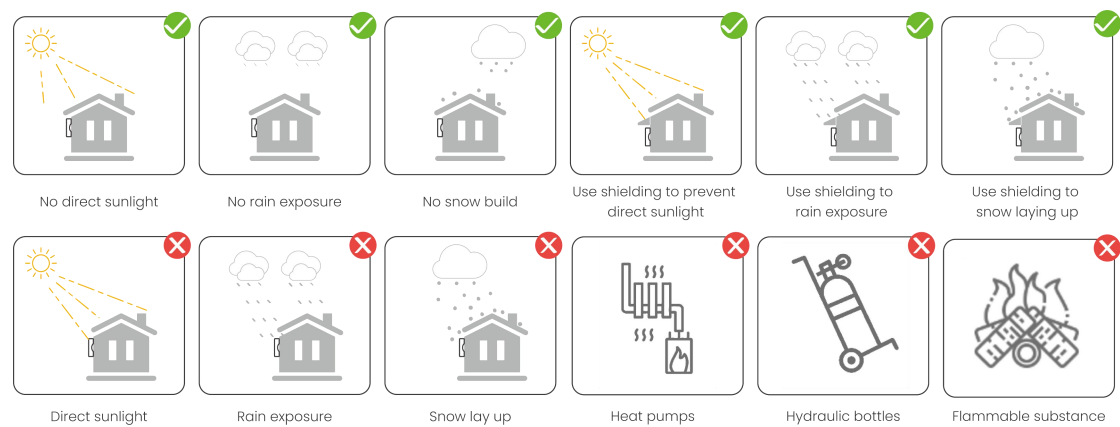 No direct sunlight
No rain exposure
No snow build
Use shielding to prevent
direct sunlight
Use shielding to
rain exposure
Use shielding to
snow laying up
Direct sunlight
Rain exposure
Snow lay up
Heat pumps
Hydraulic bottles
Flammable substance